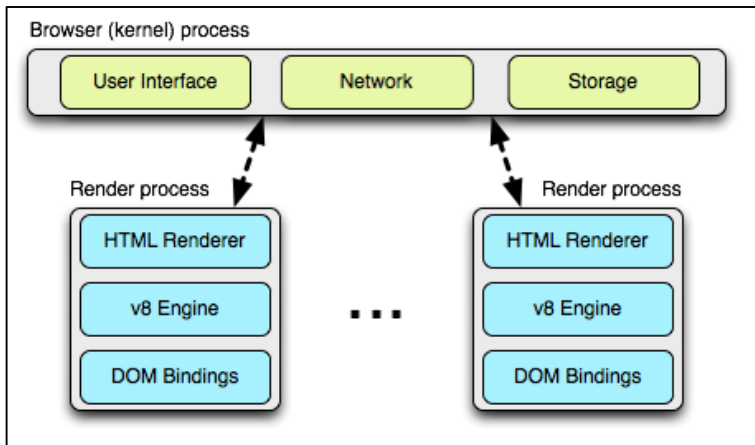 Browser (kernel) process
User Interface
Network
Storage
Render process
Render process
HTML Renderer
v8 Engine
DOM Bindings
...
HTML Renderer
v8 Engine
DOM Bindings